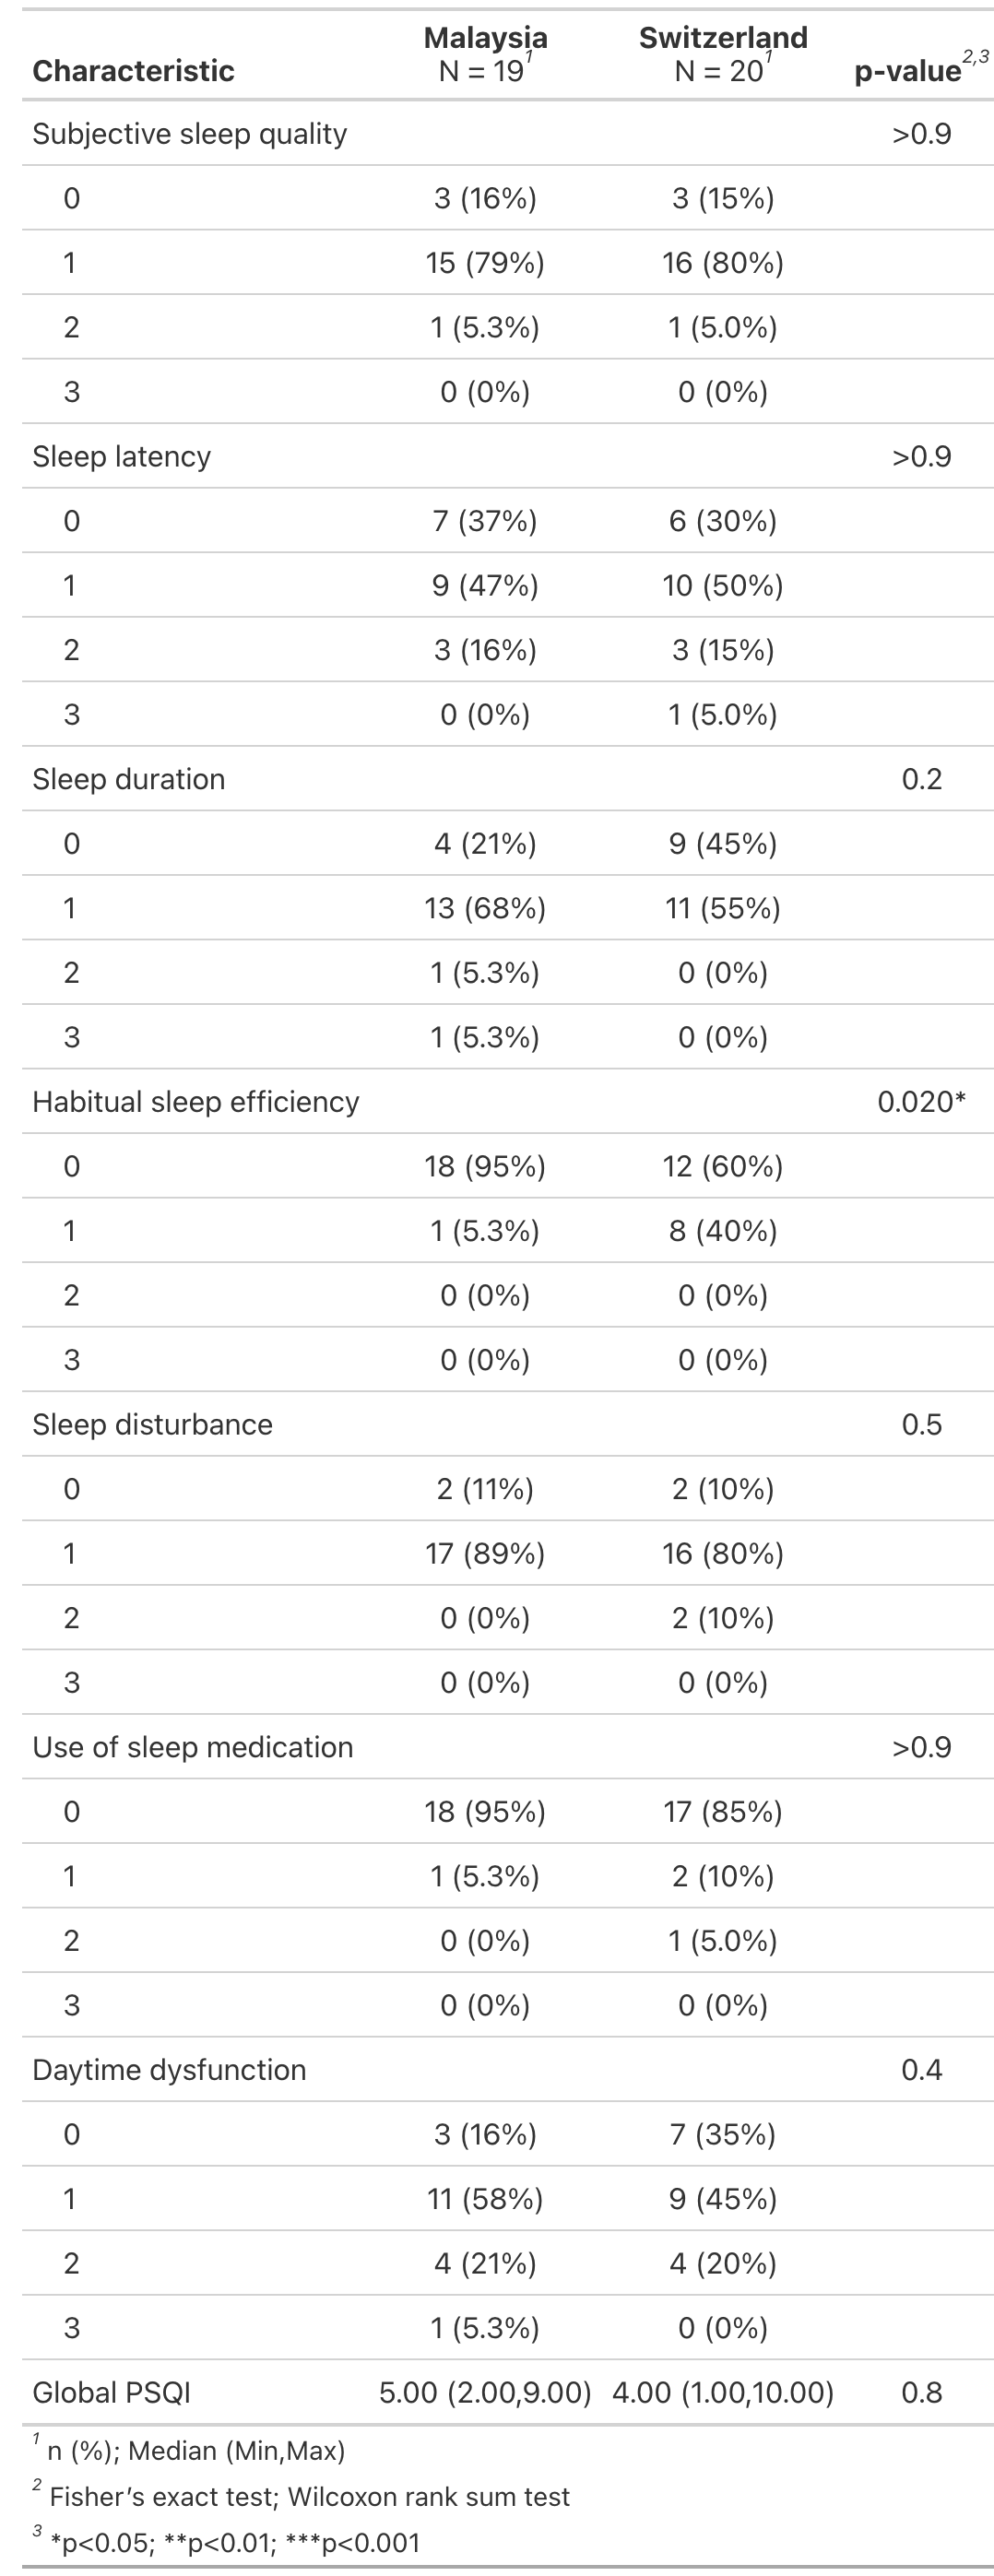 Characteristic Malaysia N = 19¹ Switzerland N = 20¹ p-value²,³
Subjective sleep quality >0.9
0 3 (16%) 3 (15%)
1 15 (79%) 16 (80%)
2 1 (5.3%) 1 (5.0%)
3 0 (0%) 0 (0%)
Sleep latency >0.9
0 7 (37%) 6 (30%)
1 9 (47%) 10 (50%)
2 3 (16%) 3 (15%)
3 0 (0%) 1 (5.0%)
Sleep duration 0.2
0 4 (21%) 9 (45%)
1 13 (68%) 11 (55%)
2 1 (5.3%) 0 (0%)
3 1 (5.3%) 0 (0%)
Habitual sleep efficiency 0.020*
0 18 (95%) 12 (60%)
1 1 (5.3%) 8 (40%)
2 0 (0%) 0 (0%)
3 0 (0%) 0 (0%)
Sleep disturbance 0.5
0 2 (11%) 2 (10%)
1 17 (89%) 16 (80%)
2 0 (0%) 2 (10%)
3 0 (0%) 0 (0%)
Use of sleep medication >0.9
0 18 (95%) 17 (85%)
1 1 (5.3%) 2 (10%)
2 0 (0%) 1 (5.0%)
3 0 (0%) 0 (0%)
Daytime dysfunction 0.4
0 3 (16%) 7 (35%)
1 11 (58%) 9 (45%)
2 4 (21%) 4 (20%)
3 1 (5.3%) 0 (0%)
Global PSQI 5.00 (2.00,9.00) 4.00 (1.00,10.00) 0.8
¹ n (%); Median (Min,Max)
² Fisher’s exact test; Wilcoxon rank sum test
³ *p<0.05; **p<0.01; ***p<0.001